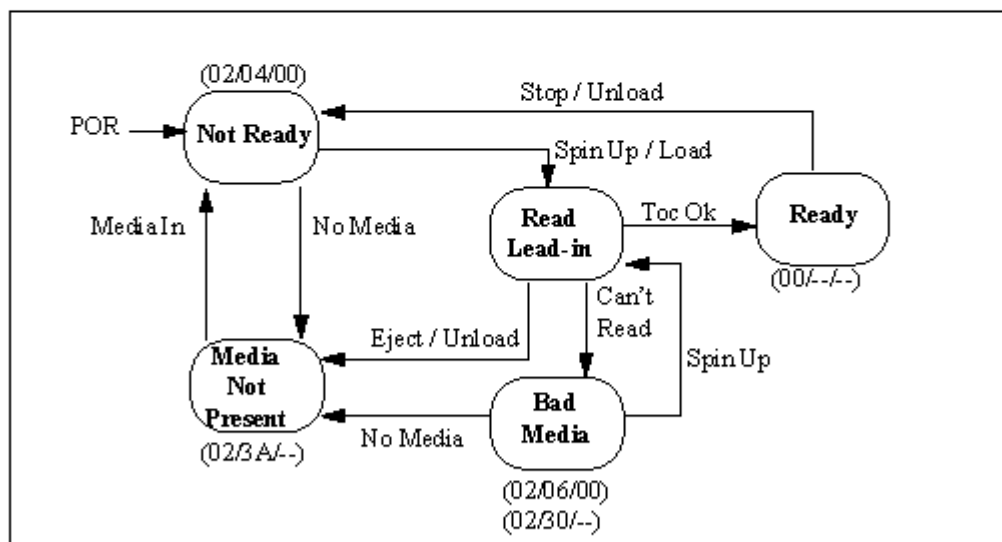 (02/04/00)
Stop / Unload
POR
Not Ready
Spin Up / Load
Media In
No Media
Read
Lead-in
Toc Ok
Ready
(00/--/--)
Can't
Read
Eject / Unload
Spin Up
Media
Not
Present
Bad
Media
No Media
(02/3A/--)
(02/06/00)
(02/30/--)